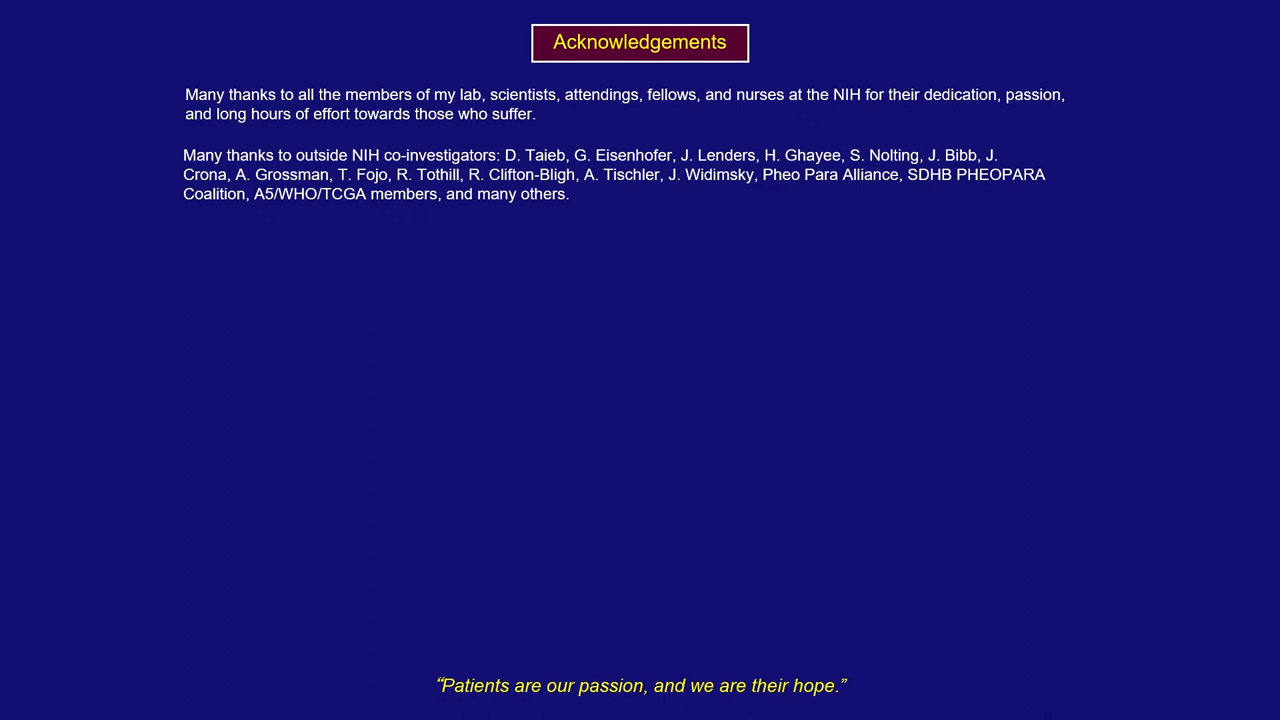 Acknowledgements
Many thanks to all the members of my lab, scientists, attendings, fellows, and nurses at the NIH for their dedication, passion,
and long hours of effort towards those who suffer.
Many thanks to outside NIH co-investigators: D. Taieb, G. Eisenhofer, J. Lenders, H. Ghayee, S. Nolting, J. Bibb, J.
Crona, A. Grossman, T. Fojo, R. Tothill, R. Clifton-Bligh, A. Tischler, J. Widimsky, Pheo Para Alliance, SDHB PHEOPARA
Coalition, A5/WHO/TCGA members, and many others.
“Patients are our passion, and we are their hope.”